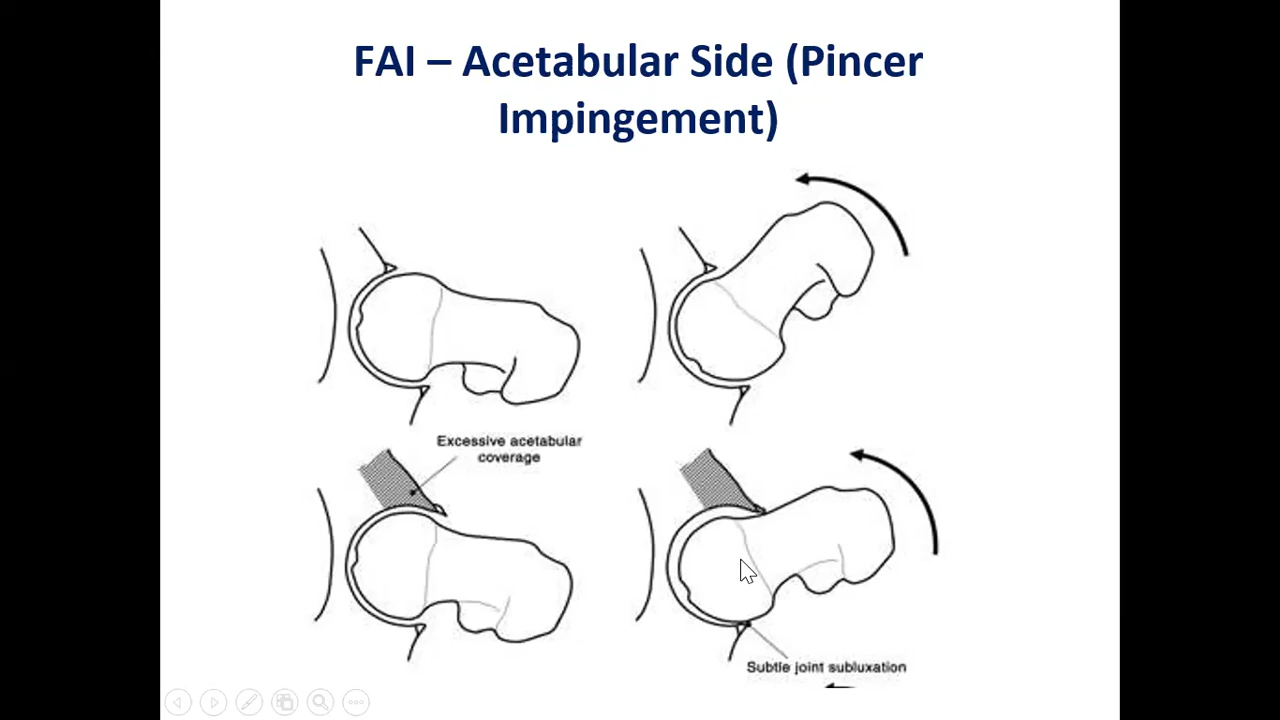 FAI – Acetabular Side (Pincer
Impingement)
Excessive acetabular
coverage
Subtle joint subluxation